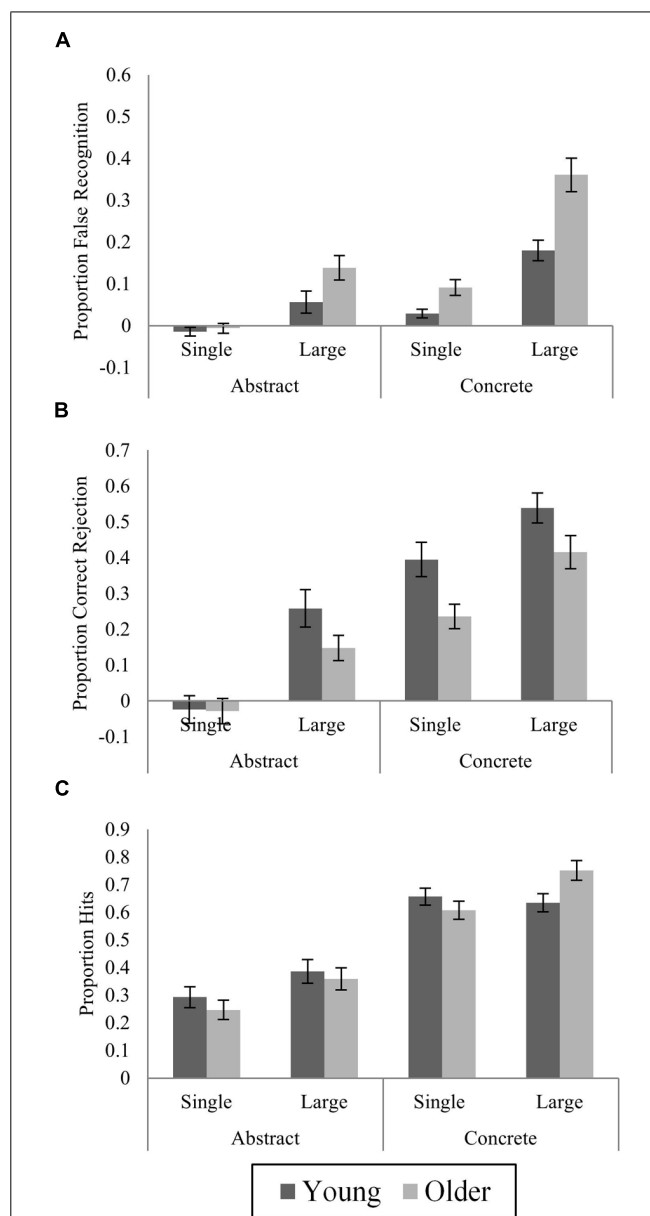 A
Proportion False Recognition
0.6
0.5
0.4
0.3
0.2
0.1
0
-0.1
Single Large Single Large
Abstract Concrete
B
Proportion Correct Rejection
0.7
0.6
0.5
0.4
0.3
0.2
0.1
0
-0.1
Single Large Single Large
Abstract Concrete
C
Proportion Hits
0.9
0.8
0.7
0.6
0.5
0.4
0.3
0.2
0.1
0
Single Large Single Large
Abstract Concrete
Young Older